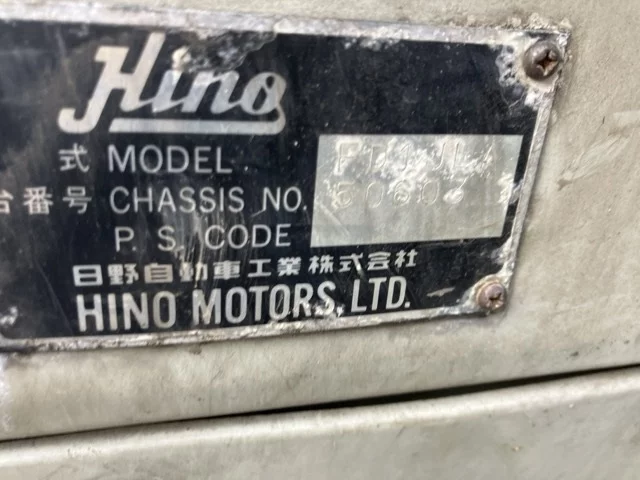 Hino
式 MODEL
台番号 CHASSIS NO.
P. S. CODE
日野自動車工業株式会社
HINO MOTORS, LTD.